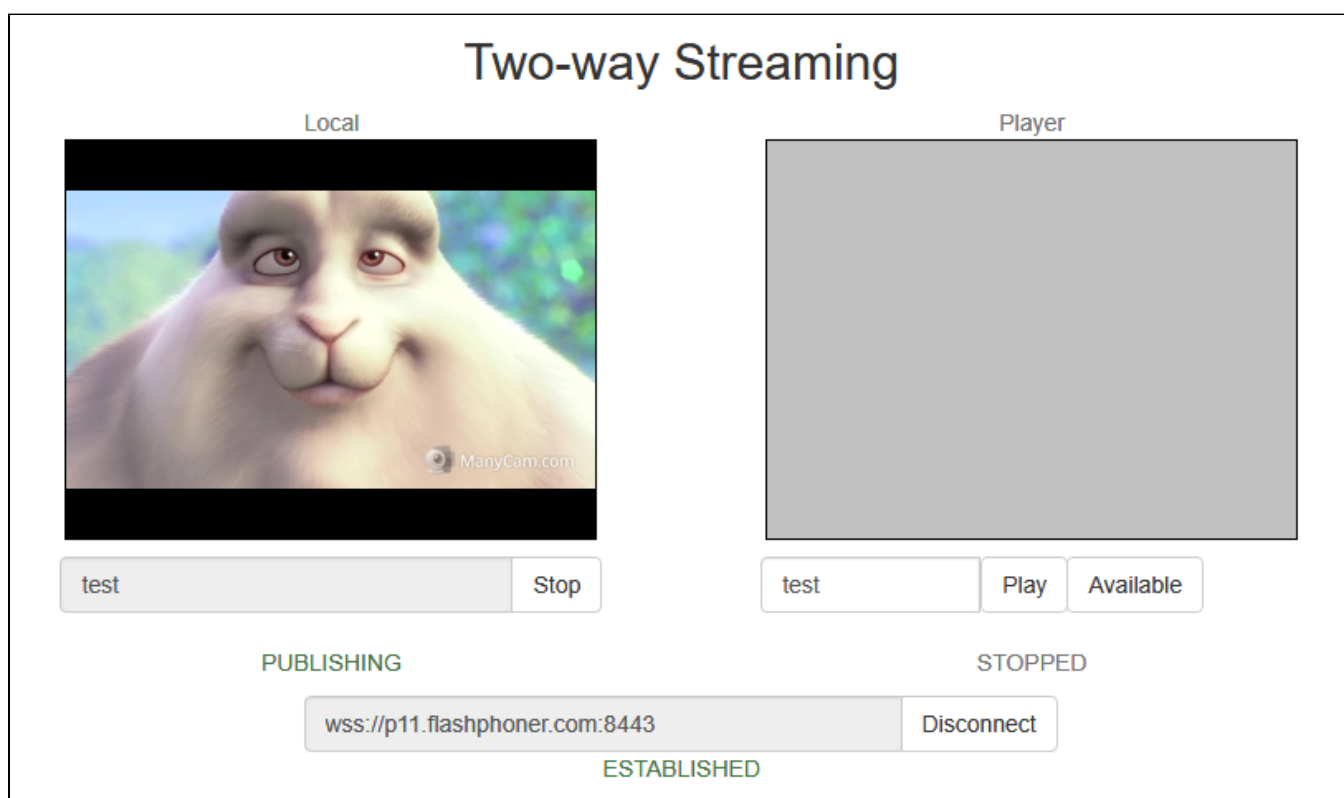 Two-way Streaming
Local
Player
ManyCam.com
test
Stop
test
Play
Available
PUBLISHING
STOPPED
wss://p11.flashphoner.com:8443
Disconnect
ESTABLISHED